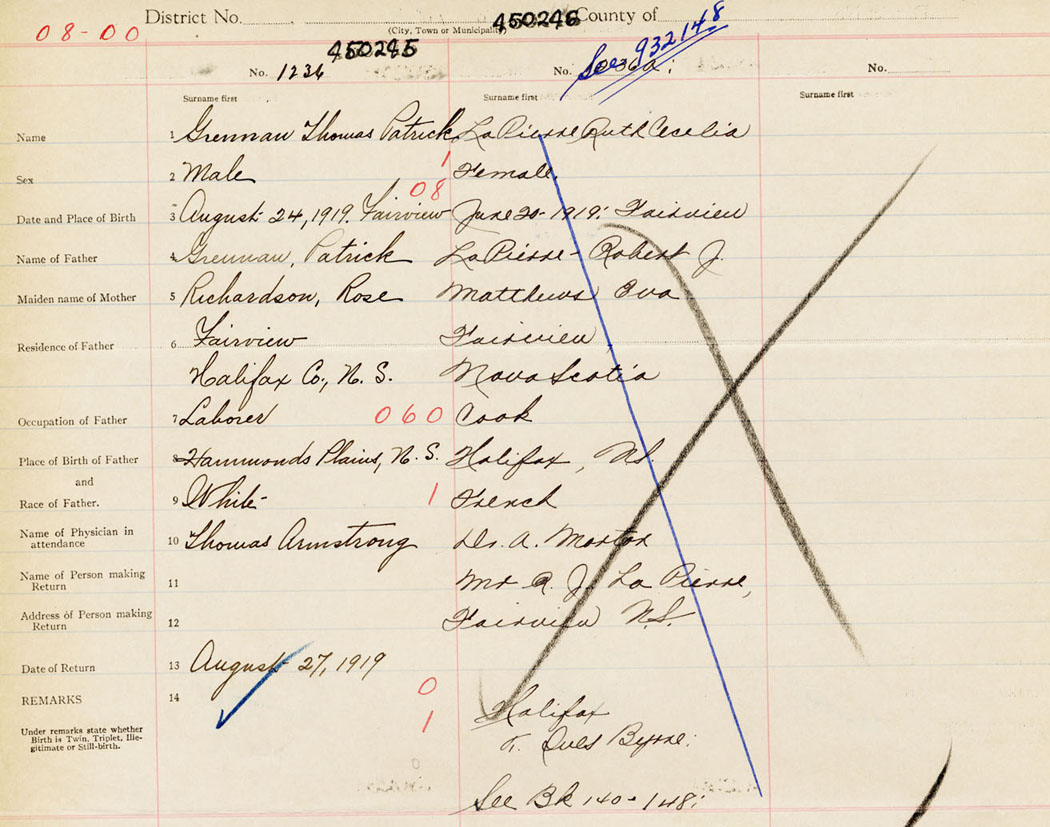 District No. County of
(City, Town or Municipality)
450245 450246
08-00
See 932148
No. 1236 No. No.
Surname first Surname first Surname first
Name 1 Grennan Thomas Patrick LaPierre Ruth Cecelia
Sex 2 Male 1 Female
08
Date and Place of Birth 3 August 24, 1919. Fairview June 20 - 1919. Fairview
Name of Father 4 Grennan, Patrick LaPierre - Robert J.
Maiden name of Mother 5 Richardson, Rose Matthews Eva
Residence of Father 6 Fairview Fairview,
Halifax Co., N. S. Nova Scotia
Occupation of Father 7 Laborer 060 Cook
Place of Birth of Father 8 Hammonds Plains, N. S. Halifax, N.S.
and
Race of Father. 9 White 1 French
Name of Physician in attendance 10 Thomas Armstrong Dr. A. Morton
Name of Person making Return 11 Mr R. J. La Pierre,
Address of Person making Return 12 Fairview N.S.
Date of Return 13 August 27, 1919
REMARKS 14 0
Halifax
Under remarks state whether Birth is Twin, Triplet, Illegitimate or Still-birth. 1
Byrne.
0
See Bk 140 - 148.